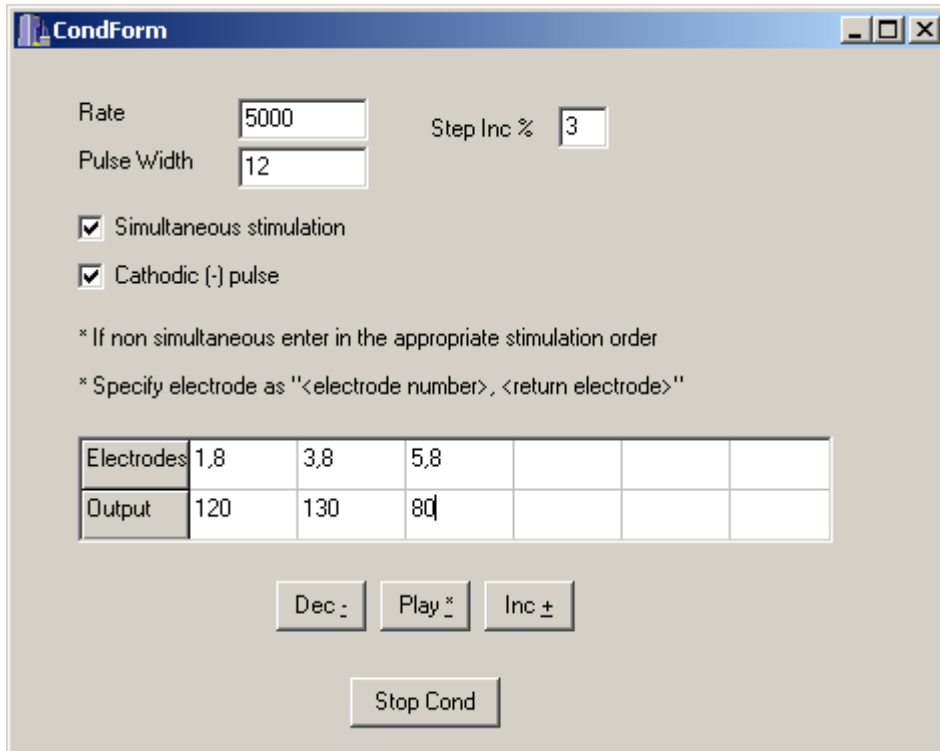 CondForm
Rate 5000 Step Inc % 3
Pulse Width 12
Simultaneous stimulation
Cathodic (-) pulse
* If non simultaneous enter in the appropriate stimulation order
* Specify electrode as "<electrode number>, <return electrode>"
Electrodes 1,8 3,8 5,8
Output 120 130 80
Dec - Play * Inc +
Stop Cond